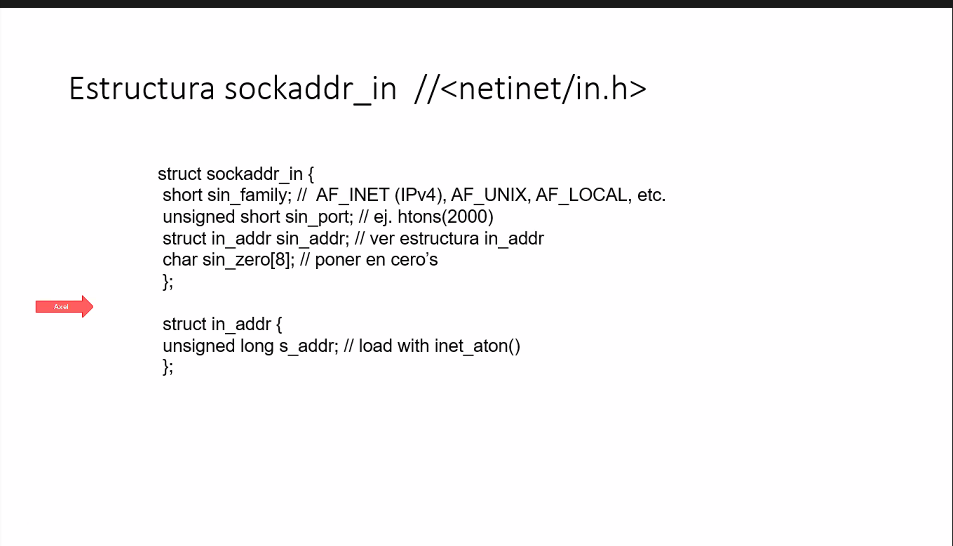 Estructura sockaddr_in //<netinet/in.h>
struct sockaddr_in {
short sin_family; // AF_INET (IPv4), AF_UNIX, AF_LOCAL, etc.
unsigned short sin_port; // ej. htons(2000)
struct in_addr sin_addr; // ver estructura in_addr
char sin_zero[8]; // poner en cero’s
};
Axel
struct in_addr {
unsigned long s_addr; // load with inet_aton()
};